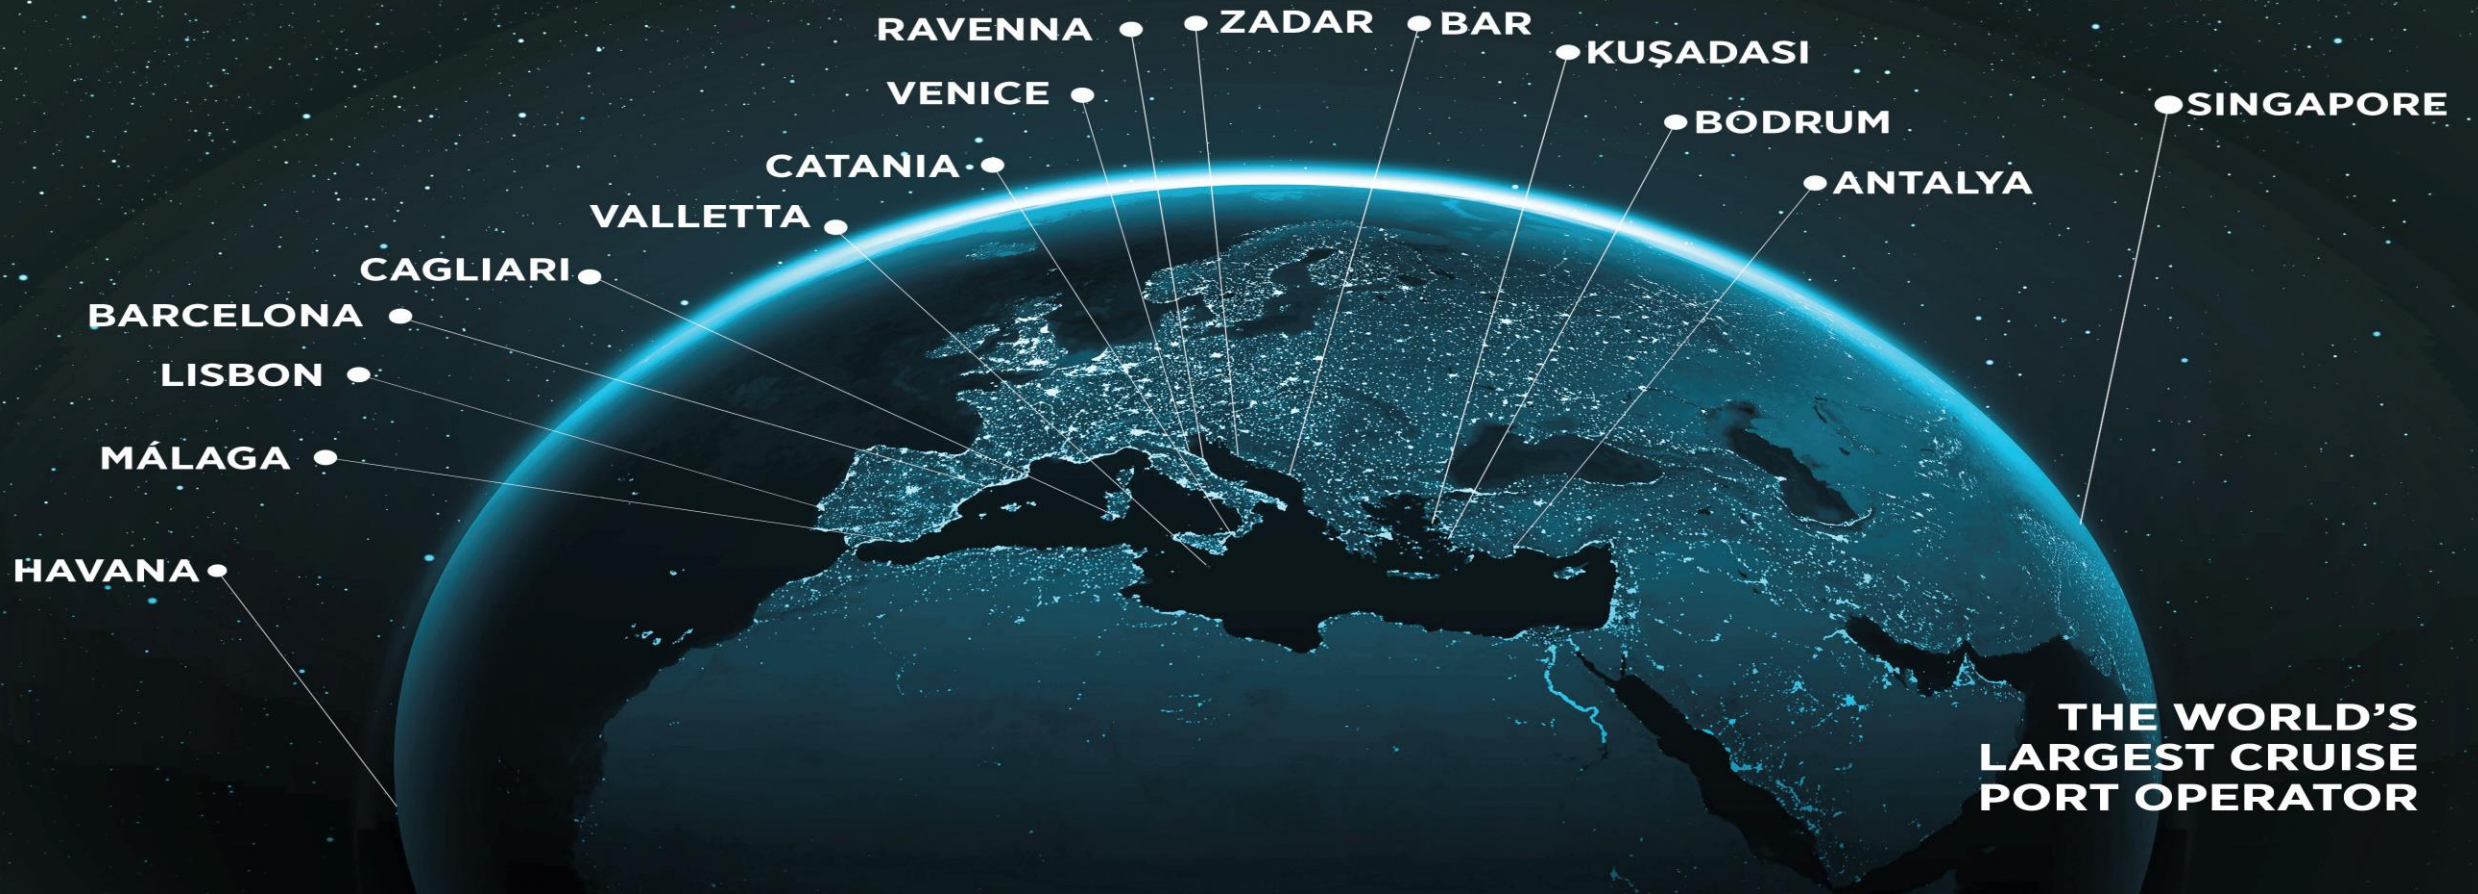 RAVENNA
ZADAR
BAR
KUŞADASI
VENICE
SINGAPORE
BODRUM
CATANIA
ANTALYA
VALLETTA
CAGLIARI
BARCELONA
LISBON
MÁLAGA
HAVANA
THE WORLD'S
LARGEST CRUISE
PORT OPERATOR